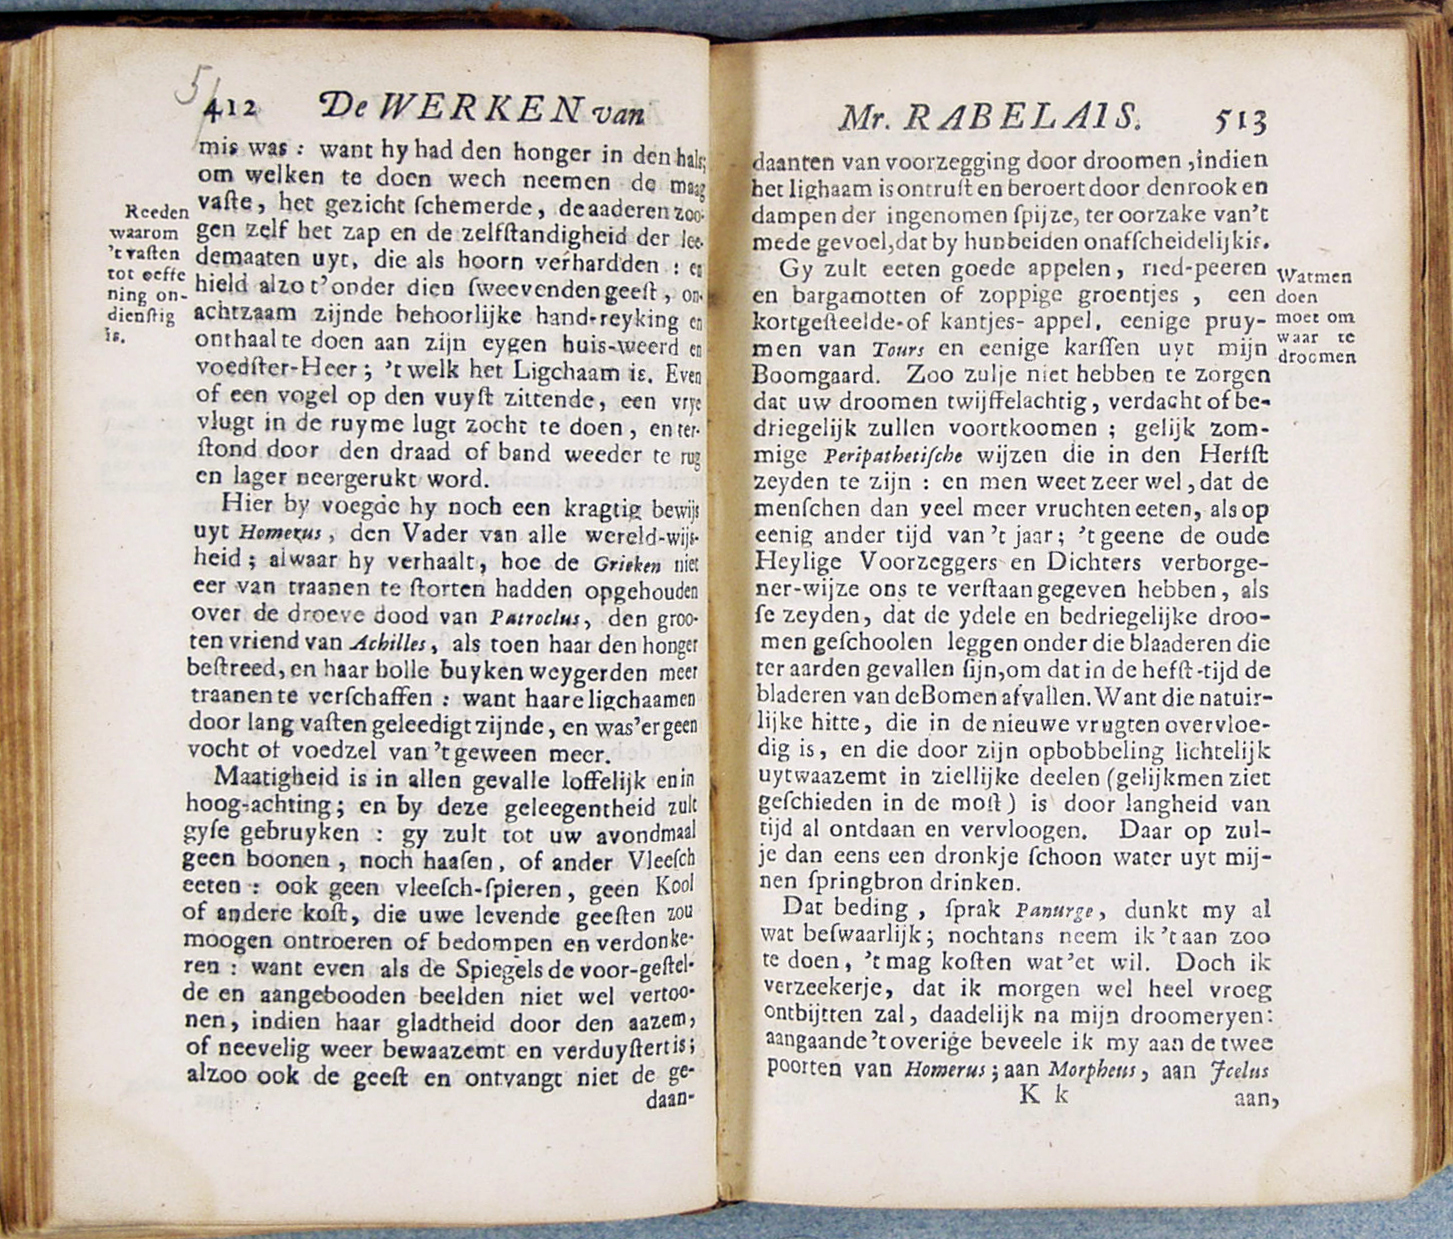 5
412 De WERKEN van
mis was : want hy had den honger in den hals;
om welken te doen wech neemen de maag
vaſte, het gezicht ſchemerde, de aaderen zoo-
gen zelf het zap en de zelfſtandigheid der lee-
demaaten uyt, die als hoorn verhardden : en
hield alzo t'onder dien ſweevenden geeſt, on-
achtzaam zijnde behoorlijke hand-reyking en
onthaal te doen aan zijn eygen huis-weerd en
voedſter-Heer; 't welk het Ligchaam is. Even
of een vogel op den vuyſt zittende, een vrye
vlugt in de ruyme lugt zocht te doen, en ter-
ſtond door den draad of band weeder te rug
en lager neergerukt word.
Hier by voegde hy noch een kragtig bewijs
uyt Homerus, den Vader van alle wereld-wijs-
heid; alwaar hy verhaalt, hoe de Grieken niet
eer van traanen te ſtorten hadden opgehouden
over de droeve dood van Patroclus, den groo-
ten vriend van Achilles, als toen haar den honger
beſtreed, en haar holle buyken weygerden meer
traanen te verſchaffen : want haare ligchaamen
door lang vaſten geleedigt zijnde, en was'er geen
vocht of voedzel van 't geween meer.
Maatigheid is in allen gevalle loffelijk en in
hoog-achting; en by deze geleegentheid zult
gyſe gebruyken : gy zult tot uw avondmaal
geen boonen, noch haaſen, of ander Vleeſch
eeten : ook geen vleeſch-ſpieren, geen Kool
of andere koſt, die uwe levende geeſten zou
moogen ontroeren of bedompen en verdonke-
ren : want even als de Spiegels de voor-geſtel-
de en aangebooden beelden niet wel vertoo-
nen, indien haar gladtheid door den aazem,
of neevelig weer bewaazemt en verduyſtert is;
alzoo ook de geeſt en ontvangt niet de ge-
daan-
Reeden
waarom
't vaſten
tot oeffe
ning on-
dienſtig
is.
Mr. RABELAIS. 513
daanten van voorzegging door droomen, indien
het lighaam is ontruſt en beroert door den rook en
dampen der ingenomen ſpijze, ter oorzake van't
mede gevoel, dat by hun beiden onafſcheidelijk is.
Gy zult eeten goede appelen, ried-peeren
en bargamotten of zoppige groentjes, een
kortgeſteelde-of kantjes- appel, eenige pruy-
men van Tours en eenige karſſen uyt mijn
Boomgaard. Zoo zulje niet hebben te zorgen
dat uw droomen twijffelachtig, verdacht of be-
driegelijk zullen voortkoomen; gelijk zom-
mige Peripathetiſche wijzen die in den Herfſt
zeyden te zijn : en men weet zeer wel, dat de
menſchen dan veel meer vruchten eeten, als op
eenig ander tijd van 't jaar; 't geene de oude
Heylige Voorzeggers en Dichters verborge-
ner-wijze ons te verſtaan gegeven hebben, als
ſe zeyden, dat de ydele en bedriegelijke droo-
men geſchoolen leggen onder die blaaderen die
ter aarden gevallen ſijn, om dat in de hefſt-tijd de
bladeren van de Bomen afvallen. Want die natuir-
lijke hitte, die in de nieuwe vrugten overvloe-
dig is, en die door zijn opbobbeling lichtelijk
uytwaazemt in ziellijke deelen (gelijkmen ziet
geſchieden in de moſt) is door langheid van
tijd al ontdaan en vervloogen. Daar op zul-
je dan eens een dronkje ſchoon water uyt mij-
nen ſpringbron drinken.
Dat beding, ſprak Panurge, dunkt my al
wat beſwaarlijk; nochtans neem ik 't aan zoo
te doen, 't mag koſten wat'et wil. Doch ik
verzeekerje, dat ik morgen wel heel vroeg
ontbijtten zal, daadelijk na mijn droomeryen:
aangaande 't overige beveele ik my aan de twee
poorten van Homerus; aan Morpheus, aan Jcelus
K k aan,
Watmen
doen
moet om
waar te
droomen